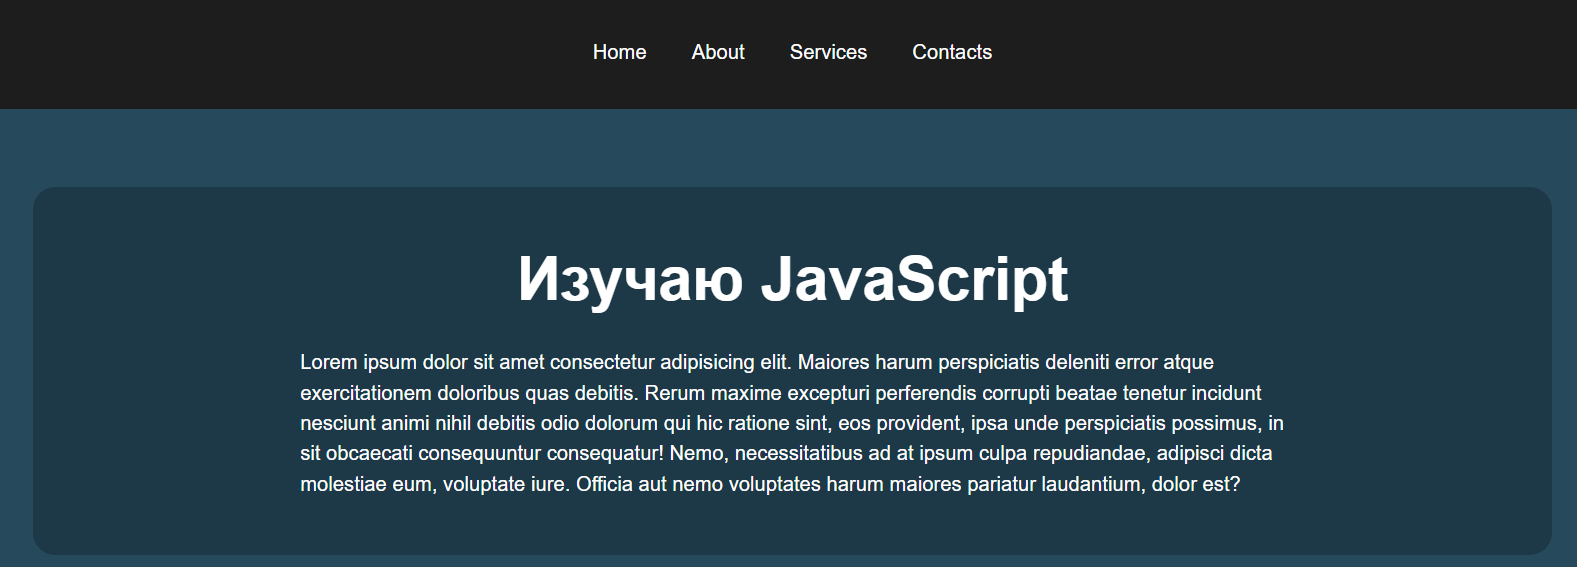 Home About Services Contacts
Изучаю JavaScript
Lorem ipsum dolor sit amet consectetur adipisicing elit. Maiores harum perspiciatis deleniti error atque
exercitationem doloribus quas debitis. Rerum maxime excepturi perferendis corrupti beatae tenetur incidunt
nesciunt animi nihil debitis odio dolorum qui hic ratione sint, eos provident, ipsa unde perspiciatis possimus, in
sit obcaecati consequuntur consequatur! Nemo, necessitatibus ad at ipsum culpa repudiandae, adipisci dicta
molestiae eum, voluptate iure. Officia aut nemo voluptates harum maiores pariatur laudantium, dolor est?